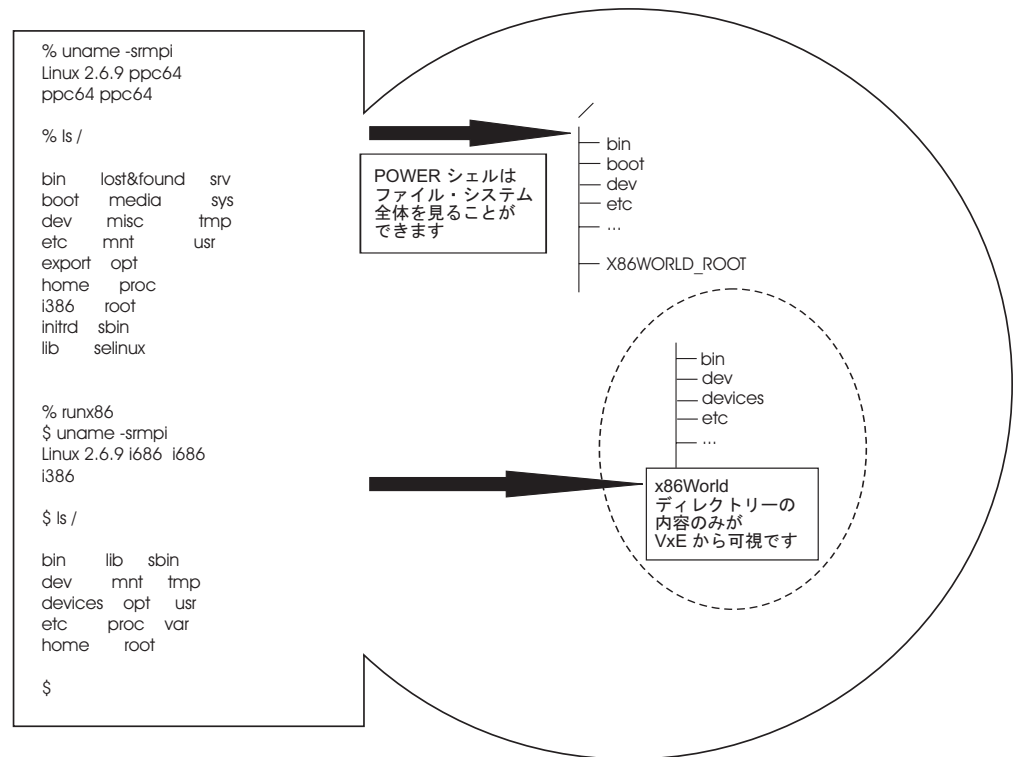 % uname -srmpi
Linux 2.6.9 ppc64
ppc64 ppc64
% ls /
bin lost&found srv
boot media sys
dev misc tmp
etc mnt usr
export opt
home proc
i386 root
initrd sbin
lib selinux
% runx86
$ uname -srmpi
Linux 2.6.9 i686 i686
i386
$ ls /
bin lib sbin
dev mnt tmp
devices opt usr
etc proc var
home root
$
POWER シェルは
ファイル・システム
全体を見ることが
できます
/
bin
boot
dev
etc
...
X86WORLD_ROOT
bin
dev
devices
etc
...
x86World
ディレクトリーの
内容のみが
VxE から可視です